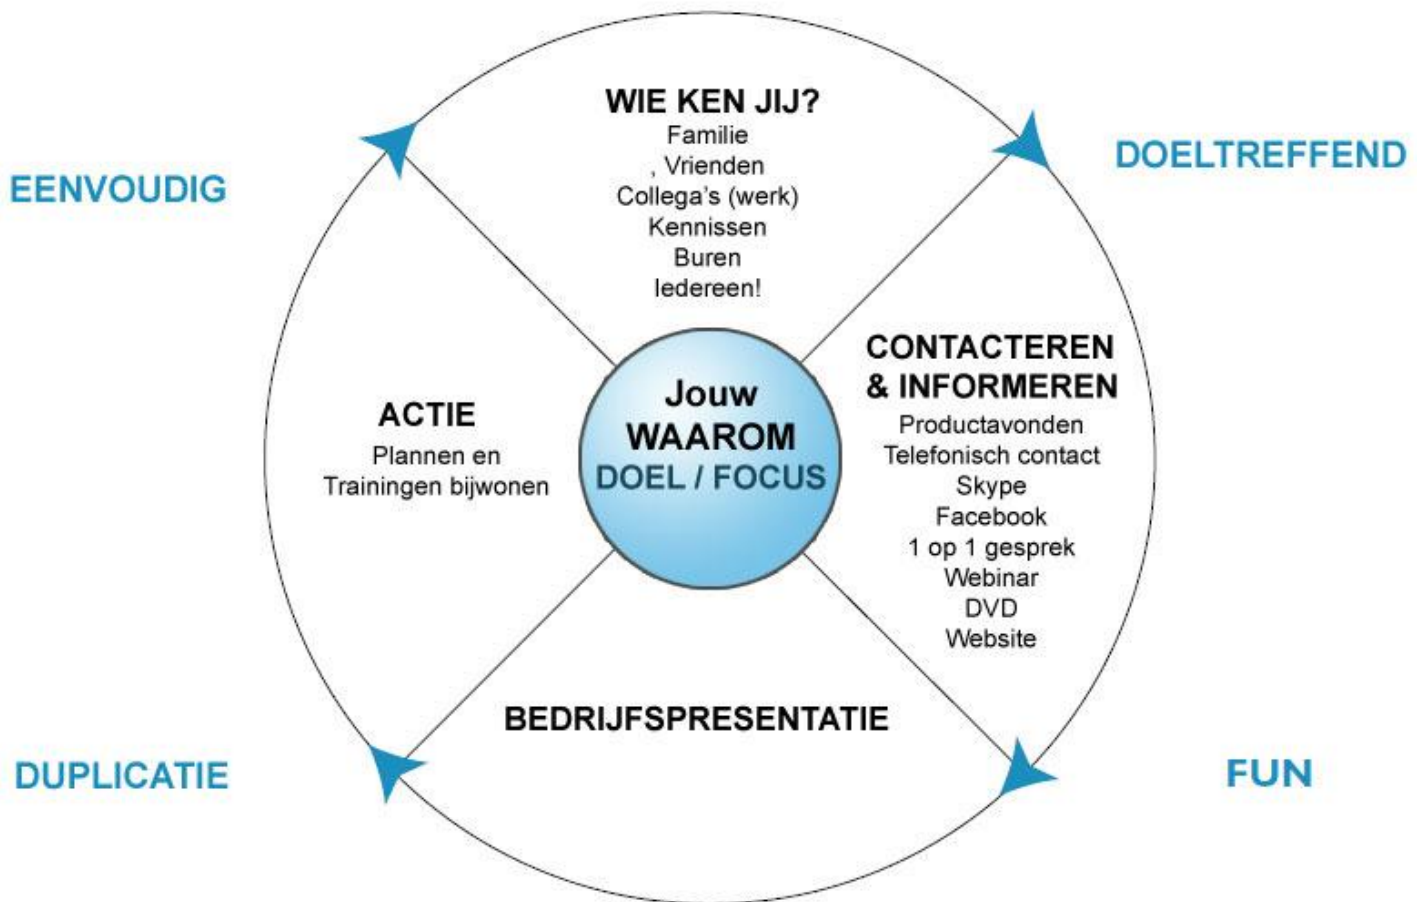 WIE KEN JIJ?
Familie
, Vrienden
Collega's (werk)
Kennissen
Buren
Iedereen!
DOELTREFFEND
EENVOUDIG
CONTACTEREN
& INFORMEREN
Productavonden
Telefonisch contact
Skype
Facebook
1 op 1 gesprek
Webinar
DVD
Website
Jouw
WAAROM
DOEL / FOCUS
ACTIE
Plannen en
Trainingen bijwonen
BEDRIJFSPRESENTATIE
DUPLICATIE
FUN